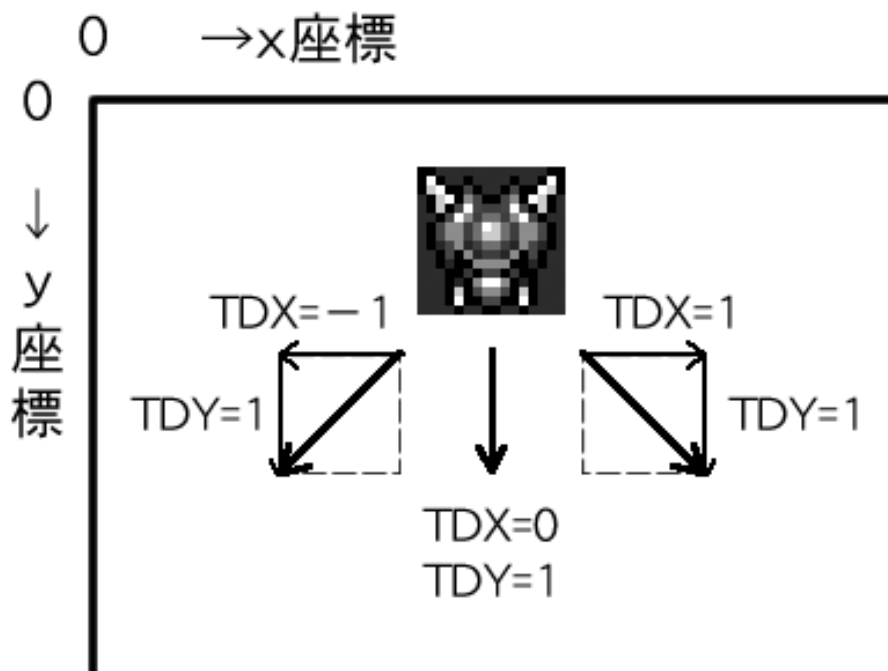 0 →x座標
0
↓
y
座
標
TDX=－1
TDX=1
TDY=1
TDY=1
TDX=0
TDY=1